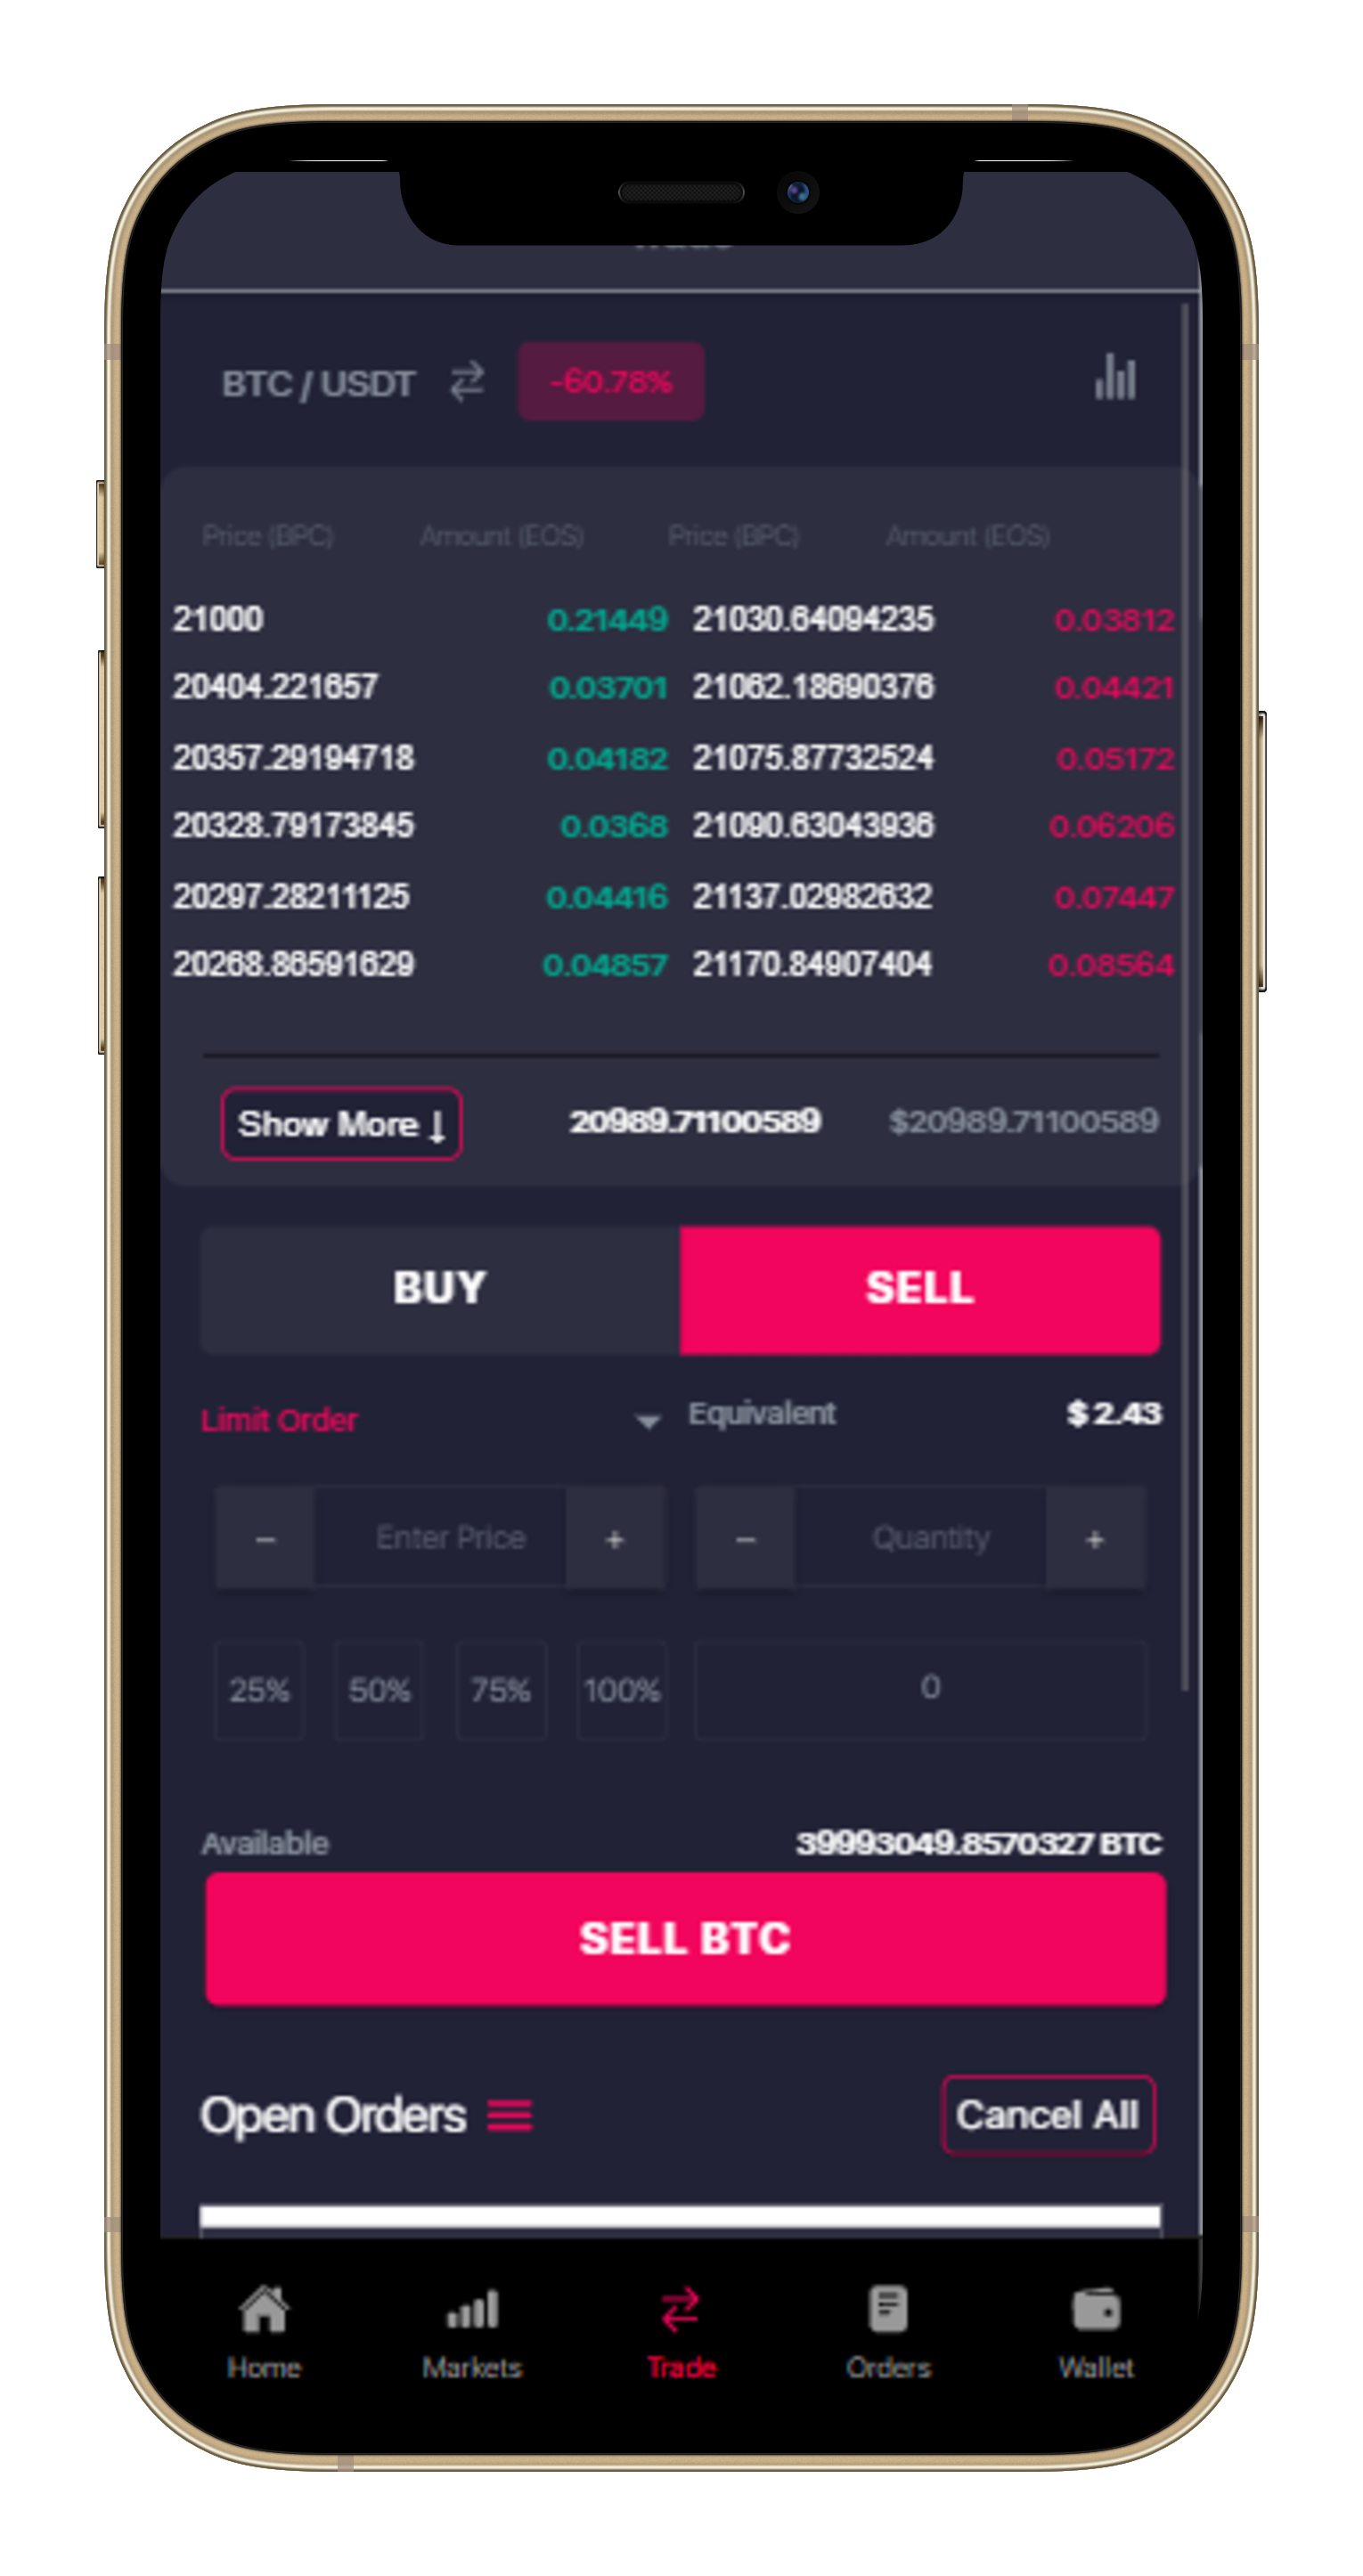 BTC / USDT -60.78%
Price (BPC) Amount (EOS) Price (BPC) Amount (EOS)
21000 0.21449 21030.64094235 0.03812
20404.221657 0.03701 21062.18690376 0.04421
20357.29194718 0.04182 21075.87732524 0.05172
20328.79173845 0.0368 21090.63043936 0.06206
20297.28211125 0.04416 21137.02982632 0.07447
20268.86591629 0.04857 21170.84907404 0.08564
Show More ↓ 20989.71100589 $20989.71100589
BUY SELL
Limit Order Equivalent $ 2.43
- Enter Price + - Quantity +
25% 50% 75% 100% 0
Available 39993049.8570327 BTC
SELL BTC
Open Orders Cancel All
Home Markets Trade Orders Wallet